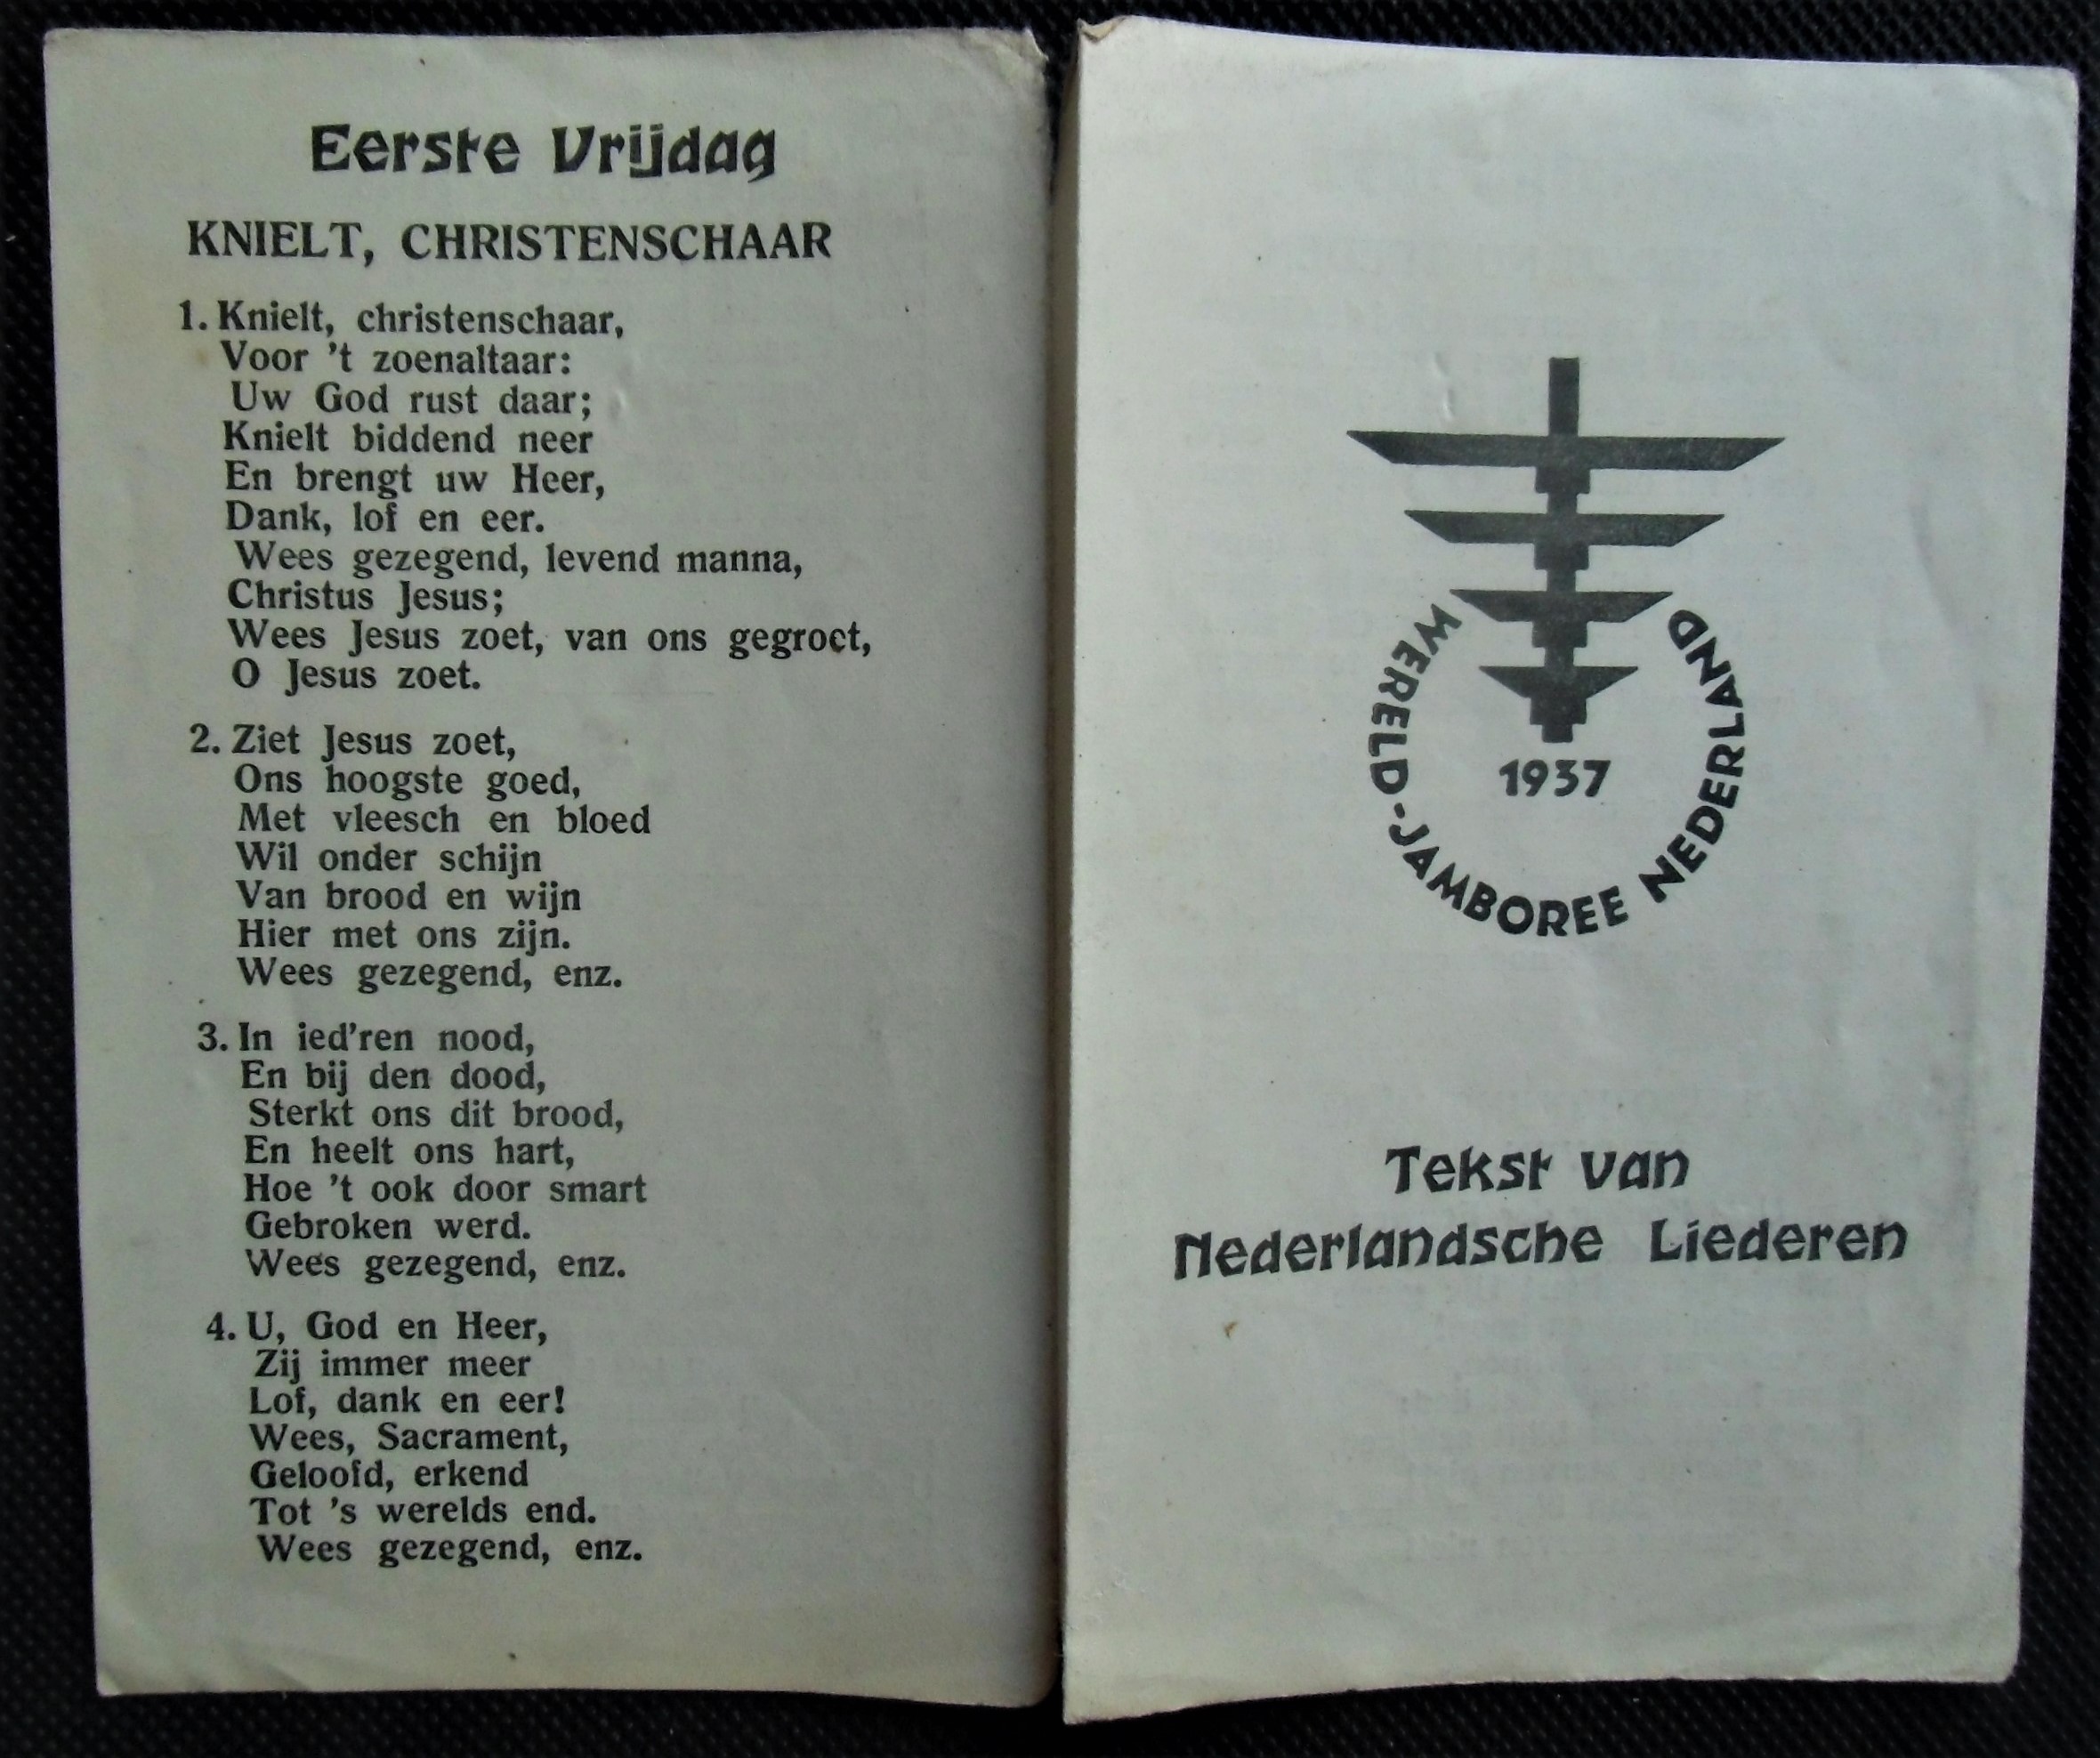 Eerste Vrijdag
KNIELT, CHRISTENSCHAAR
1. Knielt, christenschaar,
Voor 't zoenaltaar:
Uw God rust daar;
Knielt biddend neer
En brengt uw Heer,
Dank, lof en eer.
Wees gezegend, levend manna,
Christus Jesus;
Wees Jesus zoet, van ons gegroet,
O Jesus zoet.
2. Ziet Jesus zoet,
Ons hoogste goed,
Met vleesch en bloed
Wil onder schijn
Van brood en wijn
Hier met ons zijn.
Wees gezegend, enz.
3. In ied'ren nood,
En bij den dood,
Sterkt ons dit brood,
En heelt ons hart,
Hoe 't ook door smart
Gebroken werd.
Wees gezegend, enz.
4. U, God en Heer,
Zij immer meer
Lof, dank en eer!
Wees, Sacrament,
Geloofd, erkend
Tot 's werelds end.
Wees gezegend, enz.
WERELD-JAMBOREE NEDERLAND
1937
Tekst van
Nederlandsche Liederen